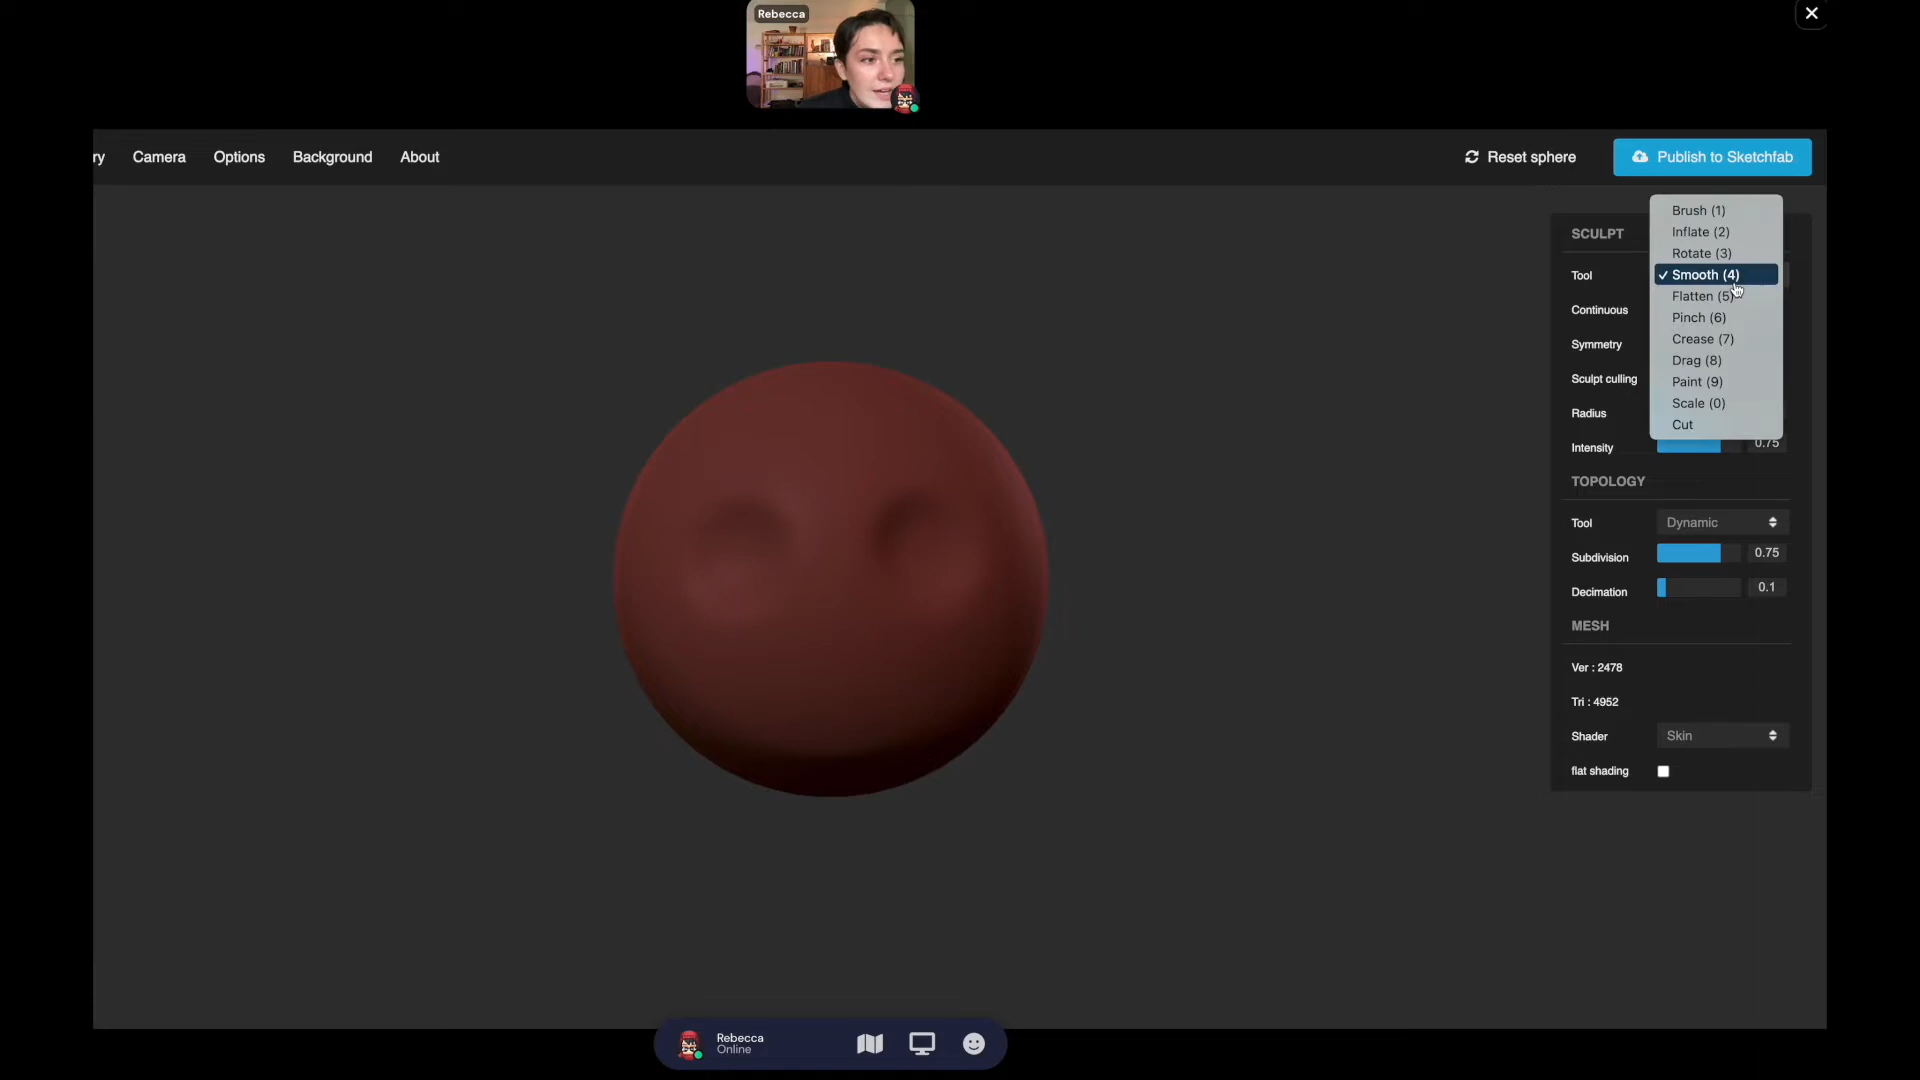 Rebecca
ry Camera Options Background About
Reset sphere
Publish to Sketchfab
SCULPT
Tool
Continuous
Symmetry
Sculpt culling
Radius
Intensity
0.75
Brush (1)
Inflate (2)
Rotate (3)
✓ Smooth (4)
Flatten (5)
Pinch (6)
Crease (7)
Drag (8)
Paint (9)
Scale (0)
Cut
TOPOLOGY
Tool Dynamic
Subdivision 0.75
Decimation 0.1
MESH
Ver : 2478
Tri : 4952
Shader Skin
flat shading
Rebecca
Online